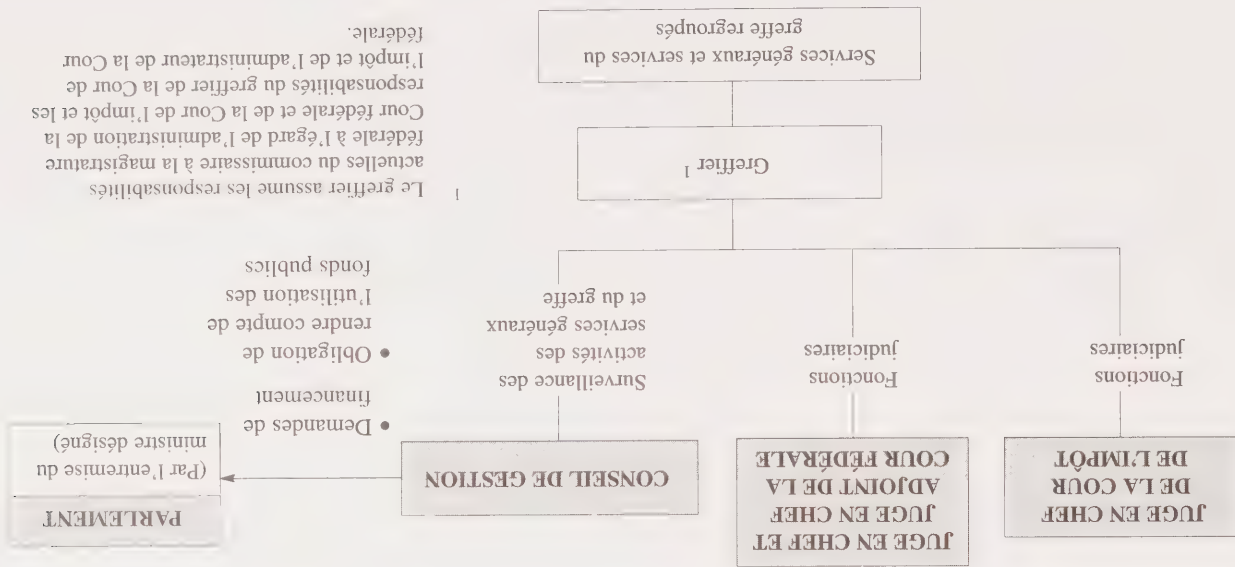 JUGE EN CHEF
DE LA COUR
DE L'IMPÔT
JUGE EN CHEF ET
JUGE EN CHEF
ADJOINT DE LA
COUR FÉDÉRALE
CONSEIL DE GESTION
PARLEMENT
(Par l'entremise du
ministre désigné)
Fonctions
judiciaires
Fonctions
judiciaires
Surveillance des
activités des
services généraux
et du greffe
• Demandes de
financement
• Obligation de
rendre compte de
l'utilisation des
fonds publics
Greffier 1
Services généraux et services du
greffe regroupés
1 Le greffier assume les responsabilités
actuelles du commissaire à la magistrature
fédérale à l'égard de l'administration de la
Cour fédérale et de la Cour de l'impôt et les
responsabilités du greffier de la Cour de
l'impôt et de l'administrateur de la Cour
fédérale.